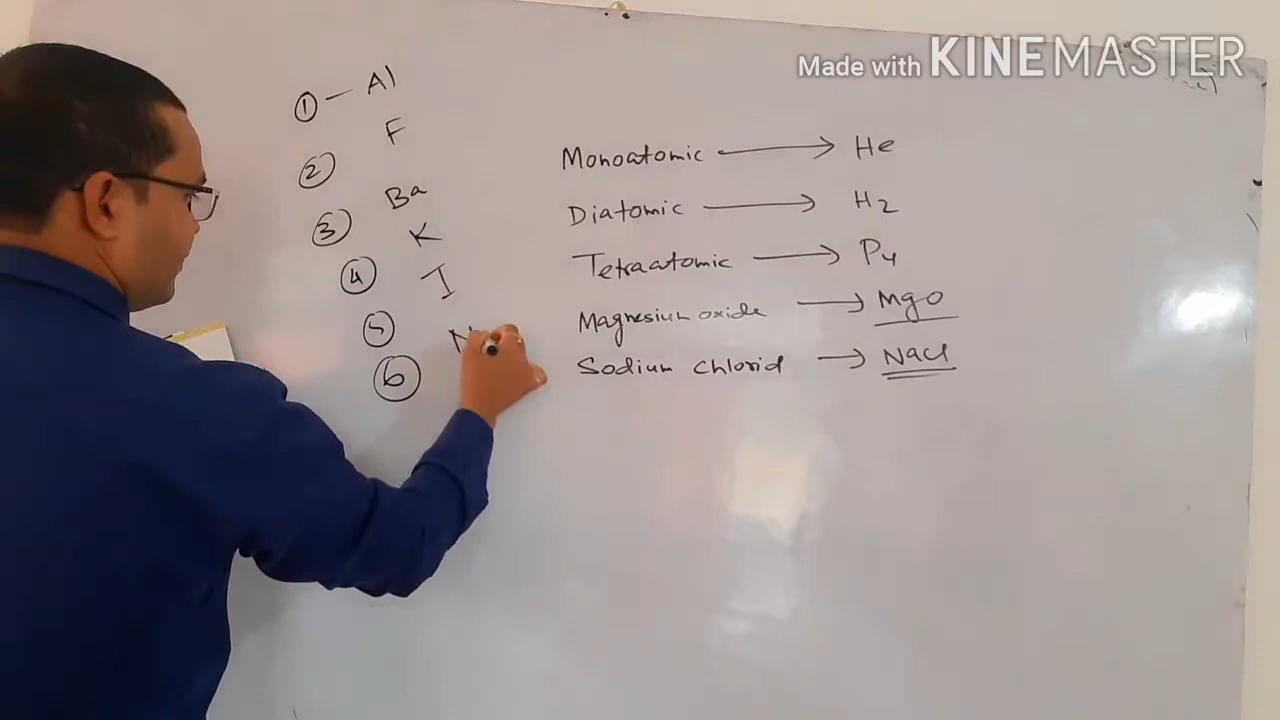 Made with KINEMASTER
① — Al
② F
③ Ba
④ K
⑤ I
⑥ N
Monoatomic → He
Diatomic → H2
Tetraatomic → P4
Magnesium oxide → MgO
Sodium chlorid → NaCl